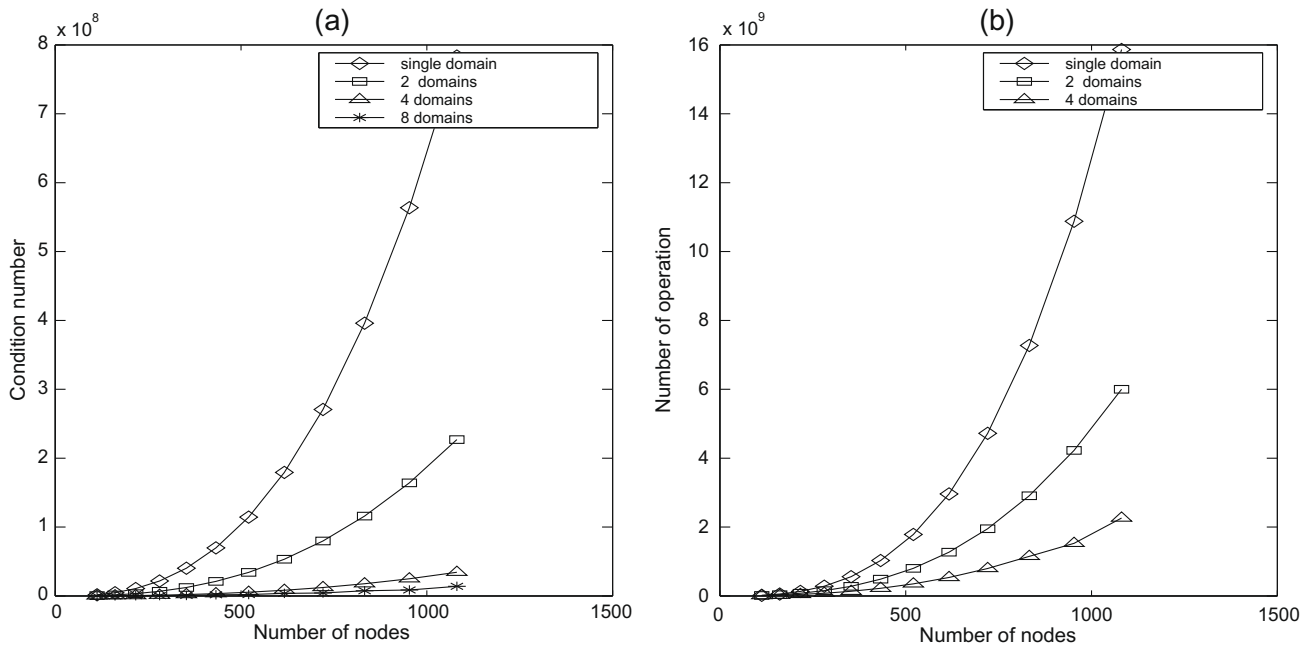 (a)
x 10^8
8
7
6
5
4
3
2
1
0
0
500
1000
1500
Condition number
Number of nodes
single domain
2 domains
4 domains
8 domains
(b)
x 10^9
16
14
12
10
8
6
4
2
0
0
500
1000
1500
Number of operation
Number of nodes
single domain
2 domains
4 domains